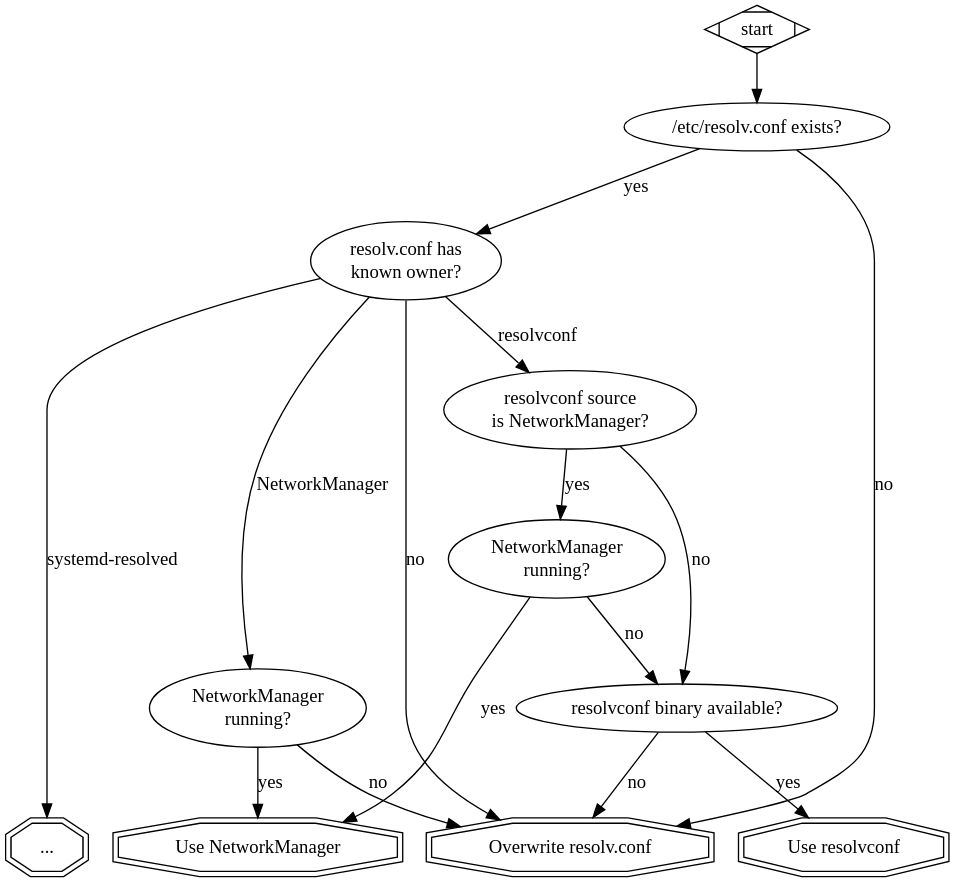 start
/etc/resolv.conf exists?
yes
resolv.conf has
known owner?
resolvconf
resolvconf source
is NetworkManager?
NetworkManager
yes
no
systemd-resolved
no
NetworkManager
running?
no
no
NetworkManager
running?
yes
resolvconf binary available?
yes
no
no
yes
...
Use NetworkManager
Overwrite resolv.conf
Use resolvconf